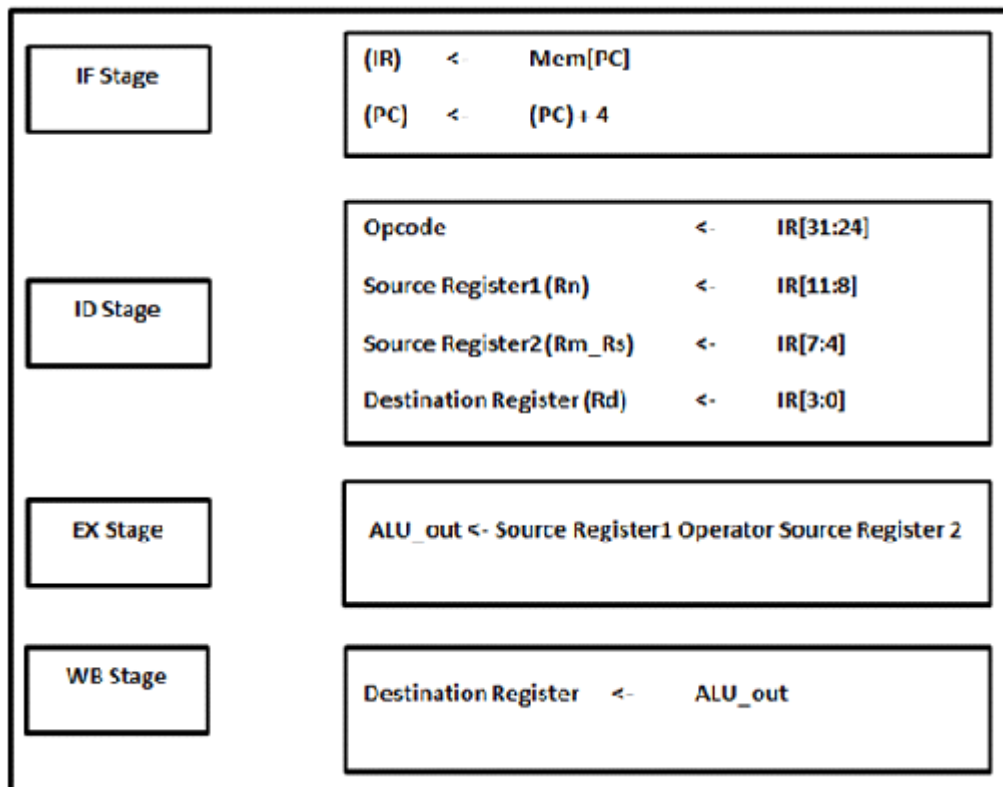 IF Stage
(IR) <- Mem[PC]
(PC) <- (PC) + 4
ID Stage
Opcode <- IR[31:24]
Source Register1 (Rn) <- IR[11:8]
Source Register2 (Rm_Rs) <- IR[7:4]
Destination Register (Rd) <- IR[3:0]
EX Stage
ALU_out <- Source Register1 Operator Source Register 2
WB Stage
Destination Register <- ALU_out